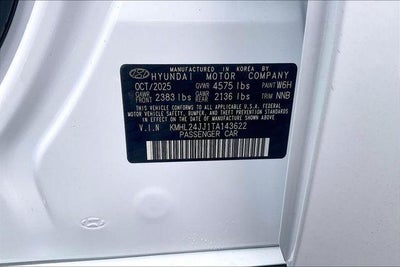 MANUFACTURED IN KOREA BY
HYUNDAI MOTOR COMPANY
OCT/2025 GVWR 4575 lbs PAINT W6H
GAWR FRONT 2383 lbs GAWR REAR 2136 lbs TRIM NNB
THIS VEHICLE CONFORMS TO ALL APPLICABLE U.S. FEDERAL
MOTOR VEHICLE SAFETY, BUMPER, AND THEFT PREVENTION
STANDARDS IN EFFECT ON THE DATE OF MANUFACTURE SHOWN
ABOVE.
V.I.N KMHL24JJ1TA143622
PASSENGER CAR